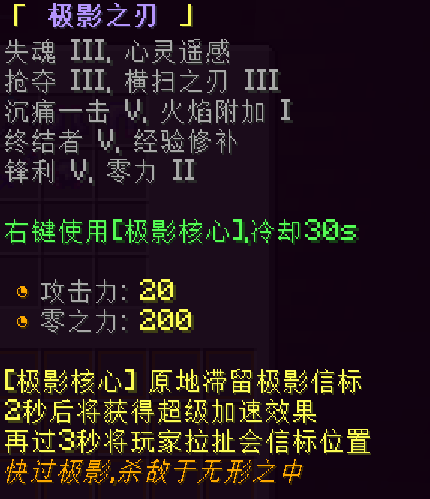 「 极影之刃 」
失魂 III, 心灵遥感
抢夺 III, 横扫之刃 III
沉痛一击 V, 火焰附加 I
终结者 V, 经验修补
锋利 V, 零力 II
右键使用[极影核心],冷却30s
攻击力: 20
零之力: 200
[极影核心] 原地滞留极影信标
2秒后将获得超级加速效果
再过3秒将玩家拉扯会信标位置
快过极影,杀敌于无形之中